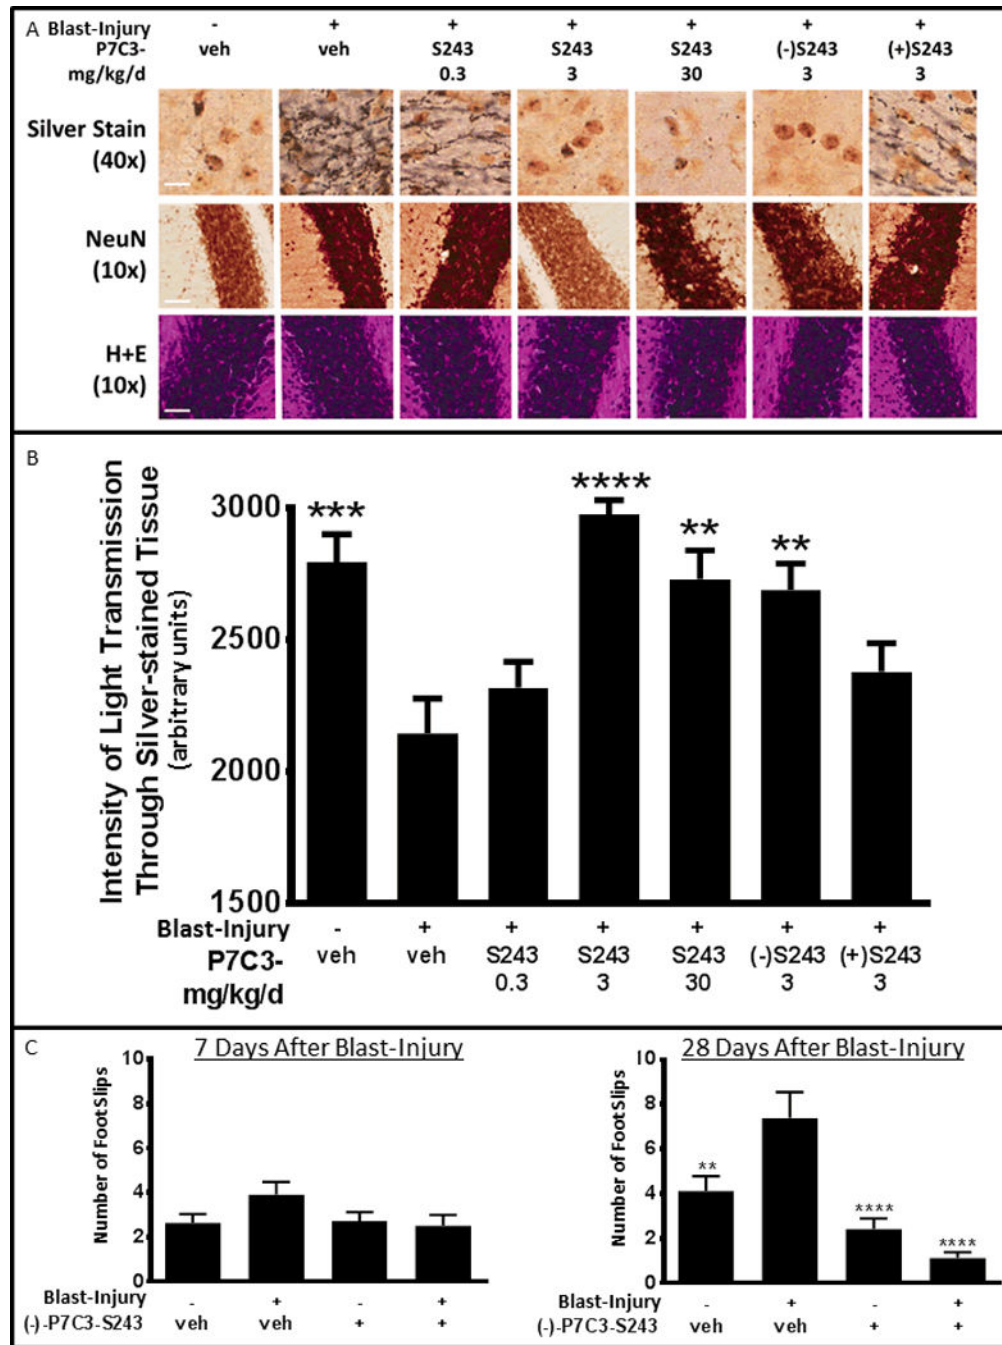 A Blast-Injury - + + + + + +
P7C3- veh veh S243 S243 S243 (-)S243 (+)S243
mg/kg/d 0.3 3 30 3 3
Silver Stain
(40x)
NeuN
(10x)
H+E
(10x)
B
Intensity of Light Transmission
Through Silver-stained Tissue
(arbitrary units)
3000
2500
2000
1500
*** **** ** **
Blast-Injury - + + + + + +
P7C3- veh veh S243 S243 S243 (-)S243 (+)S243
mg/kg/d 0.3 3 30 3 3
C
7 Days After Blast-Injury
Number of Foot Slips
10
8
6
4
2
0
Blast-Injury - + - +
(-)-P7C3-S243 veh veh + +
28 Days After Blast-Injury
Number of Foot Slips
10
8
6
4
2
0
** **** ****
Blast-Injury - + - +
(-)-P7C3-S243 veh veh + +